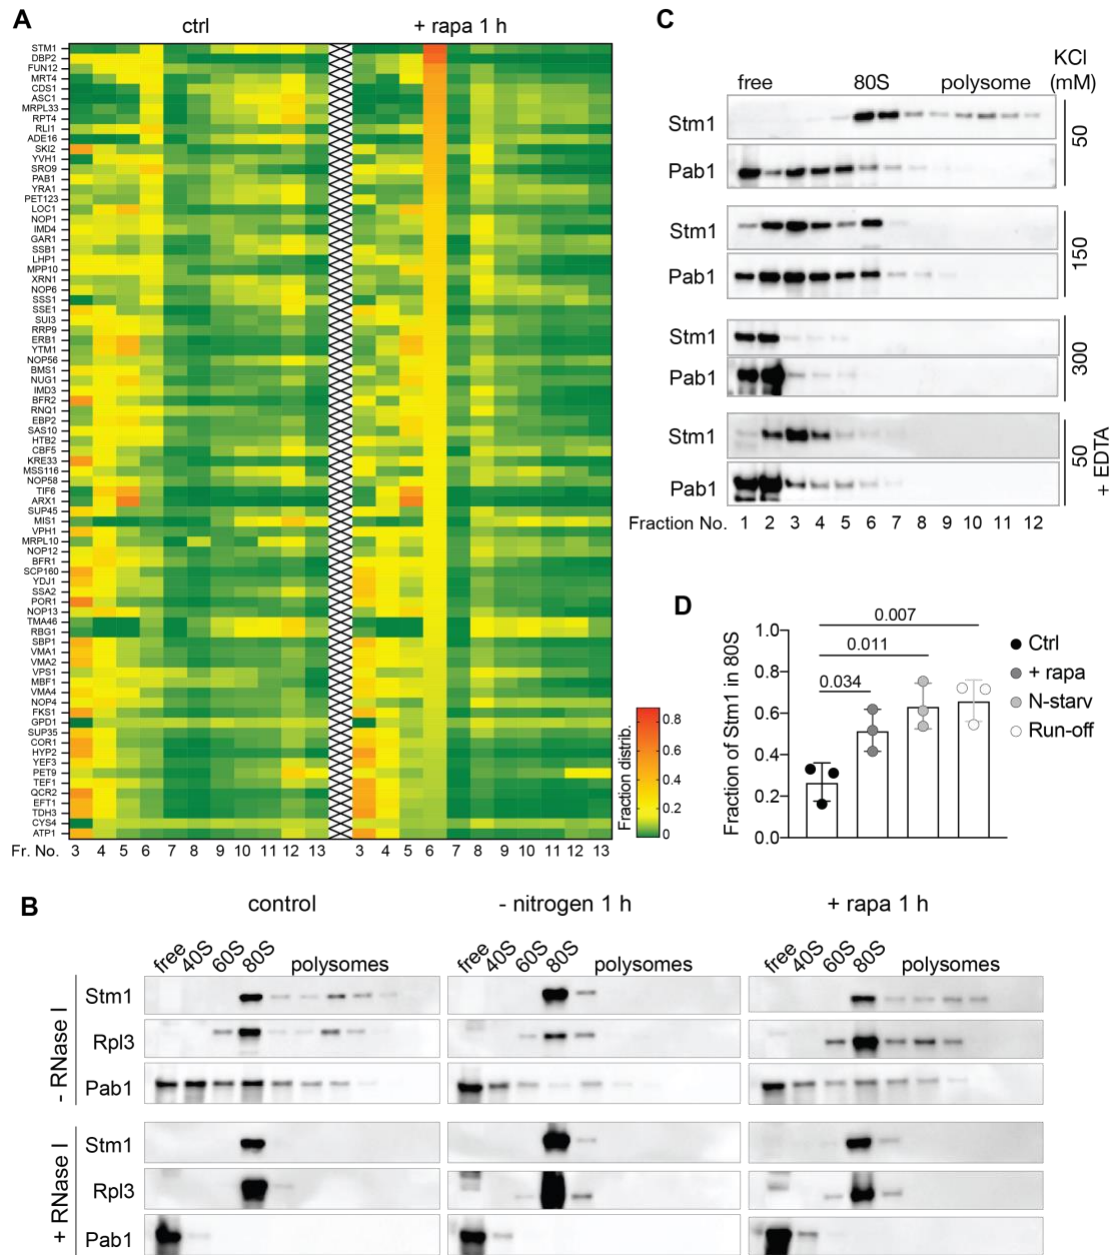 A
ctrl
+ rapa 1 h
STM1
DBP2
FUN12
MRT4
CDS1
ASC1
MRPL33
RPT4
RLI1
ADE16
SKI2
YVH1
SRO9
PAB1
YRA1
PET123
LOC1
NOP1
IMD4
GAR1
SSB1
LHP1
MPP10
XRN1
NOP6
SSS1
SSE1
SUI3
RRP9
ERB1
YTM1
NOP56
BMS1
NUG1
IMD3
BFR2
RNQ1
EBP2
SAS10
HTB2
CBF5
KRE33
MSS116
NOP58
TIF6
ARX1
SUP45
MIS1
VPH1
MRPL10
NOP12
BFR1
SCP160
YDJ1
SSA2
POR1
NOP13
TMA46
RBG1
SBP1
VMA1
VMA2
VPS1
MBF1
VMA4
NOP4
FKS1
GPD1
SUP35
COR1
HYP2
YEF3
PET9
TEF1
QCR2
EFT1
TDH3
CYS4
ATP1
Fr. No. 3 4 5 6 7 8 9 10 11 12 13 3 4 5 6 7 8 9 10 11 12 13
Fraction distrib.
0.8
0.6
0.4
0.2
0
C
KCl
(mM)
free 80S polysome
Stm1
Pab1
50
Stm1
Pab1
150
Stm1
Pab1
300
Stm1
Pab1
50
+ EDTA
Fraction No. 1 2 3 4 5 6 7 8 9 10 11 12
D
Fraction of Stm1 in 80S
1.0
0.8
0.6
0.4
0.2
0.0
0.007
0.011
0.034
Ctrl
+ rapa
N-starv
Run-off
B
control
- nitrogen 1 h
+ rapa 1 h
free 40S 60S 80S polysomes
free 40S 60S 80S polysomes
free 40S 60S 80S polysomes
- RNase I
Stm1
Rpl3
Pab1
+ RNase I
Stm1
Rpl3
Pab1